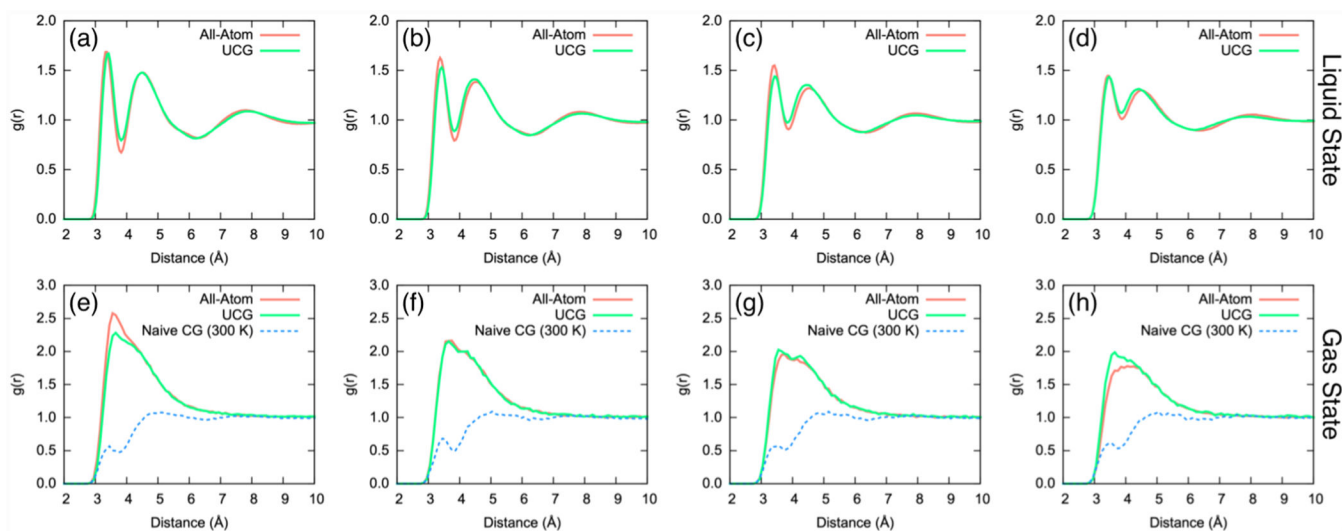 (a)
All-Atom
UCG
2.0
1.5
1.0
0.5
0.0
g(r)
2 3 4 5 6 7 8 9 10
Distance (Å)
(b)
All-Atom
UCG
2.0
1.5
1.0
0.5
0.0
g(r)
2 3 4 5 6 7 8 9 10
Distance (Å)
(c)
All-Atom
UCG
2.0
1.5
1.0
0.5
0.0
g(r)
2 3 4 5 6 7 8 9 10
Distance (Å)
(d)
All-Atom
UCG
2.0
1.5
1.0
0.5
0.0
g(r)
2 3 4 5 6 7 8 9 10
Distance (Å)
Liquid State
(e)
All-Atom
UCG
Naive CG (300 K)
3.0
2.5
2.0
1.5
1.0
0.5
0.0
g(r)
2 3 4 5 6 7 8 9 10
Distance (Å)
(f)
All-Atom
UCG
Naive CG (300 K)
3.0
2.5
2.0
1.5
1.0
0.5
0.0
g(r)
2 3 4 5 6 7 8 9 10
Distance (Å)
(g)
All-Atom
UCG
Naive CG (300 K)
3.0
2.5
2.0
1.5
1.0
0.5
0.0
g(r)
2 3 4 5 6 7 8 9 10
Distance (Å)
(h)
All-Atom
UCG
Naive CG (300 K)
3.0
2.5
2.0
1.5
1.0
0.5
0.0
g(r)
2 3 4 5 6 7 8 9 10
Distance (Å)
Gas State